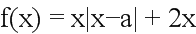 f(x) = x|x–a| + 2x